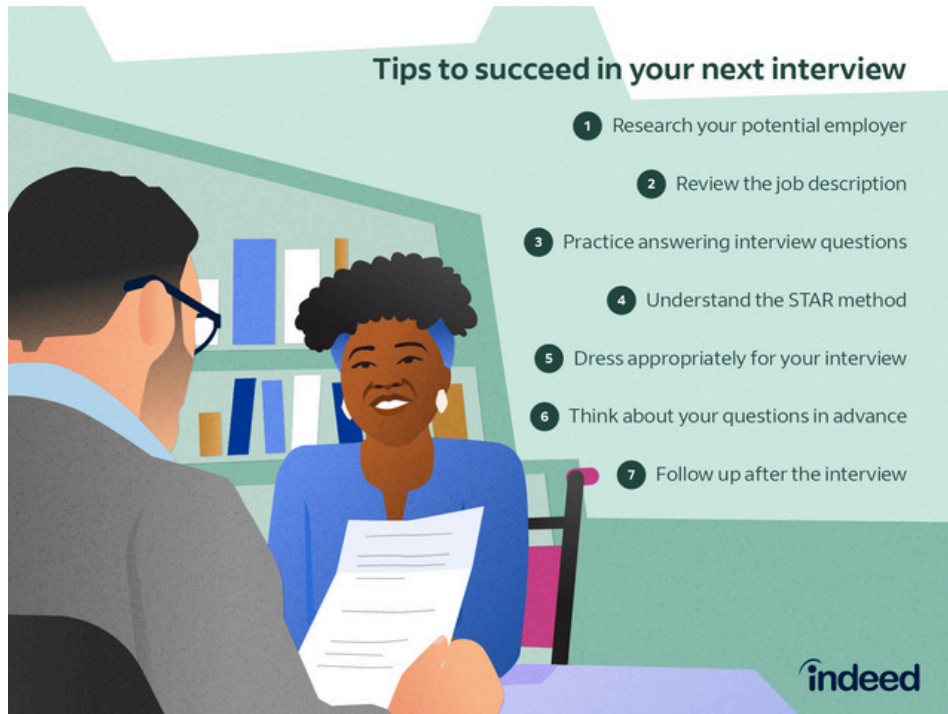 Tips to succeed in your next interview
1 Research your potential employer
2 Review the job description
3 Practice answering interview questions
4 Understand the STAR method
5 Dress appropriately for your interview
6 Think about your questions in advance
7 Follow up after the interview
indeed